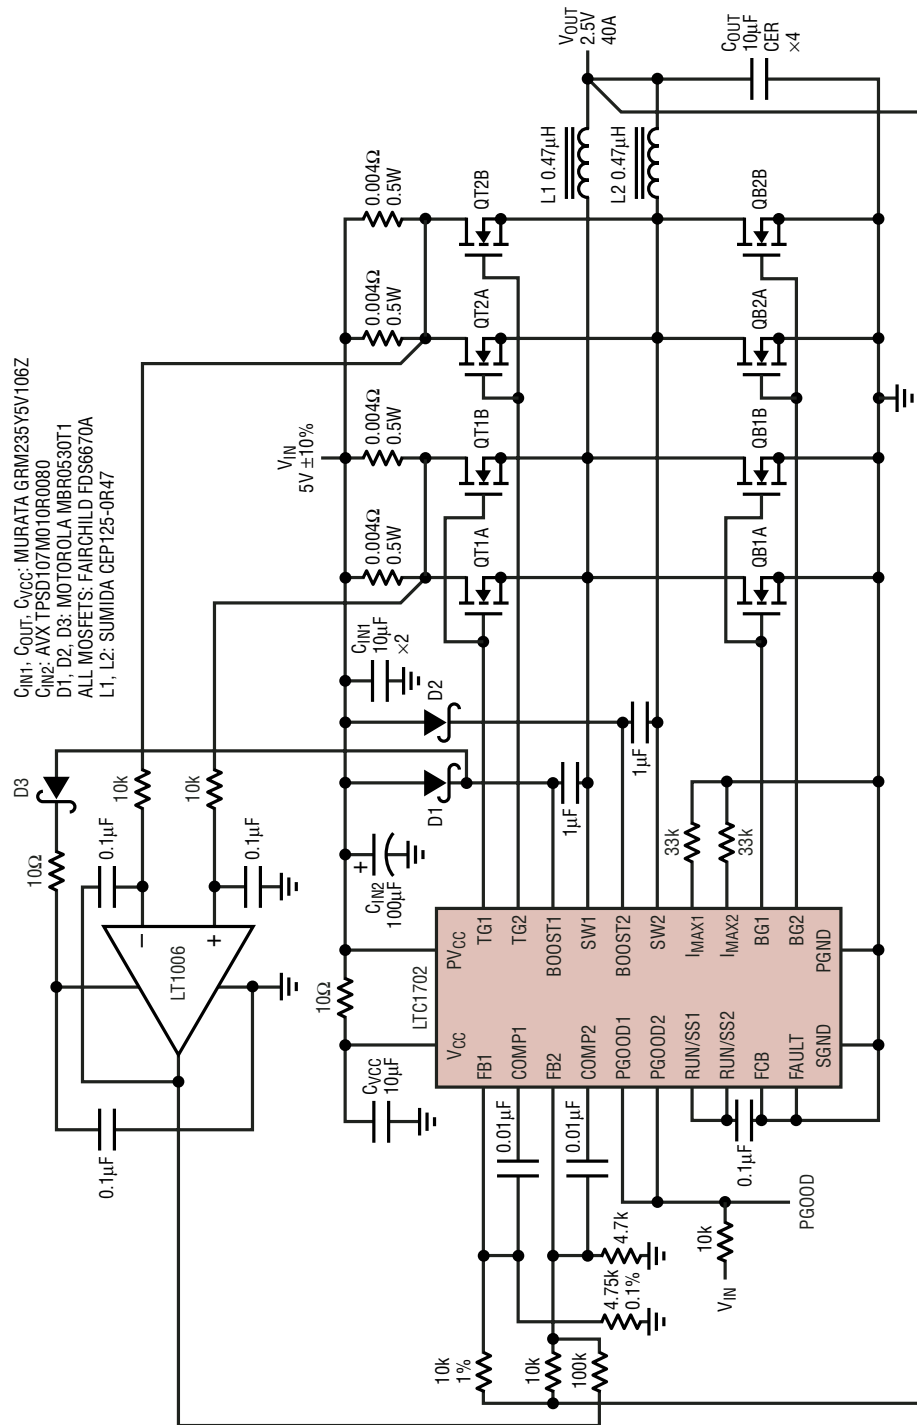 C_IN1, C_OUT, C_VCC: MURATA GRM235Y5V106Z
C_IN2: AVX TPSD107M010R0080
D1, D2, D3: MOTOROLA MBR0530T1
ALL MOSFETS: FAIRCHILD FDS6670A
L1, L2: SUMIDA CEP125-0R47
D3
10Ω
0.1µF
10k
10k
0.1µF
0.1µF
LT1006
−
+
V_IN
5V ±10%
0.004Ω
0.5W
0.004Ω
0.5W
0.004Ω
0.5W
0.004Ω
0.5W
C_VCC
10µF
10Ω
+
C_IN2
100µF
D1
D2
C_IN1
10µF
×2
1µF
1µF
QT1A
QT1B
QT2A
QT2B
L1 0.47µH
L2 0.47µH
V_OUT
2.5V
40A
C_OUT
10µF
CER
×4
QB1A
QB1B
QB2A
QB2B
33k
33k
LTC1702
V_CC
PV_CC
FB1
COMP1
FB2
COMP2
PGOOD1
PGOOD2
RUN/SS1
RUN/SS2
FCB
FAULT
SGND
TG1
TG2
BOOST1
SW1
BOOST2
SW2
I_MAX1
I_MAX2
BG1
BG2
PGND
0.01µF
0.01µF
0.1µF
10k
1%
10k
100k
4.75k
0.1%
4.7k
V_IN
10k
PGOOD